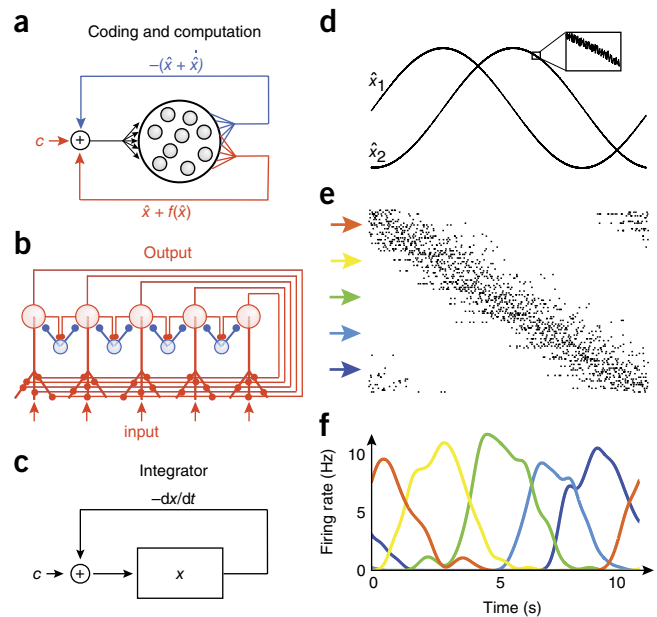 a
Coding and computation
−(x̂ + x̂̇)
c
+
x̂ + f(x̂)
b
Output
input
c
Integrator
−dx/dt
c
+
x
d
x̂₁
x̂₂
e
f
Firing rate (Hz)
10
5
0
0
5
10
Time (s)